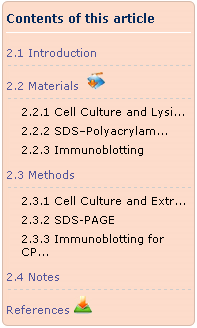 Contents of this article
2.1 Introduction
2.2 Materials
2.2.1 Cell Culture and Lysi...
2.2.2 SDS–Polyacrylam...
2.2.3 Immunoblotting
2.3 Methods
2.3.1 Cell Culture and Extr...
2.3.2 SDS-PAGE
2.3.3 Immunoblotting for
CP...
2.4 Notes
References